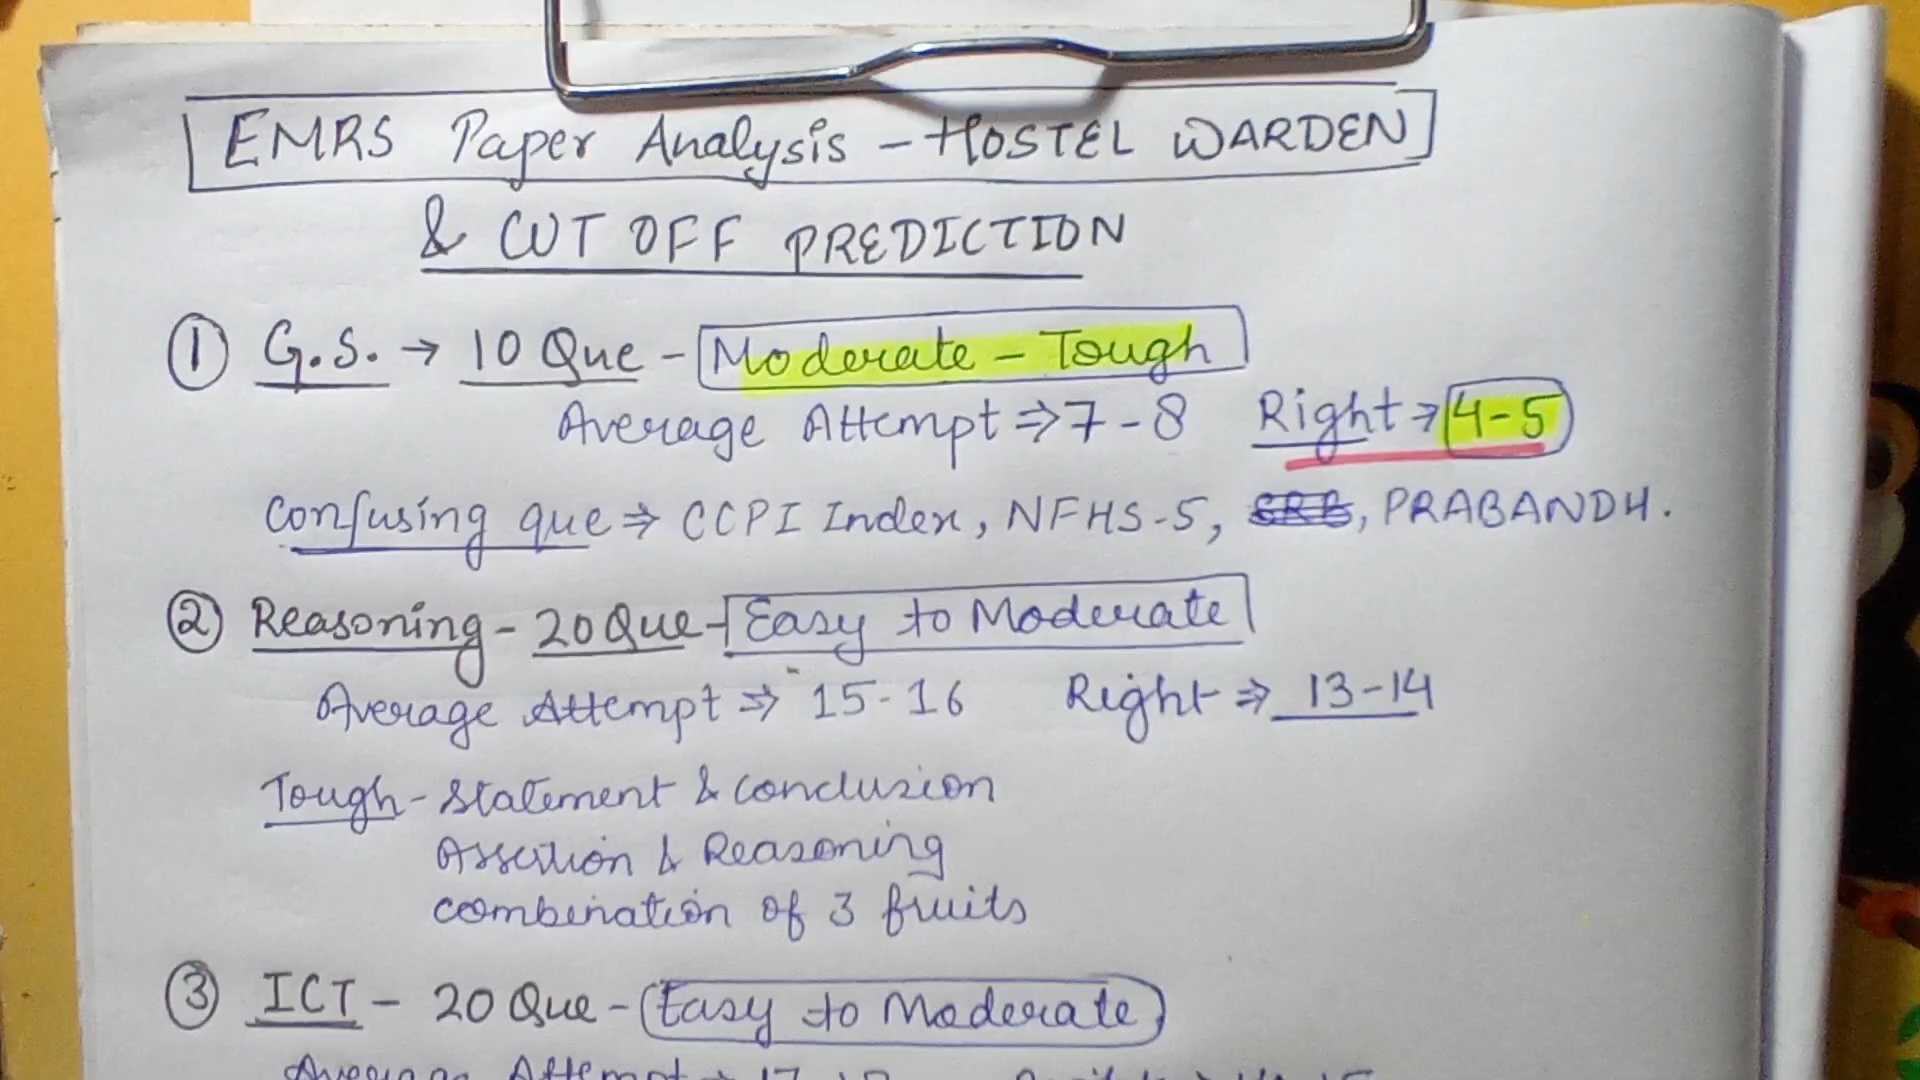 EMRS Paper Analysis - HOSTEL WARDEN
& CUT OFF PREDICTION
① G.S. → 10 Que - Moderate - Tough
Average Attempt ⇒ 7-8 Right → 4-5
Confusing que ⇒ CCPI Index, NFHS-5, , PRABANDH.
② Reasoning - 20 Que - Easy to Moderate
Average Attempt ⇒ 15-16 Right ⇒ 13-14
Tough - Statement & Conclusion
Assertion & Reasoning
combination of 3 fruits
③ ICT - 20 Que - Easy to Moderate
Average Attempt